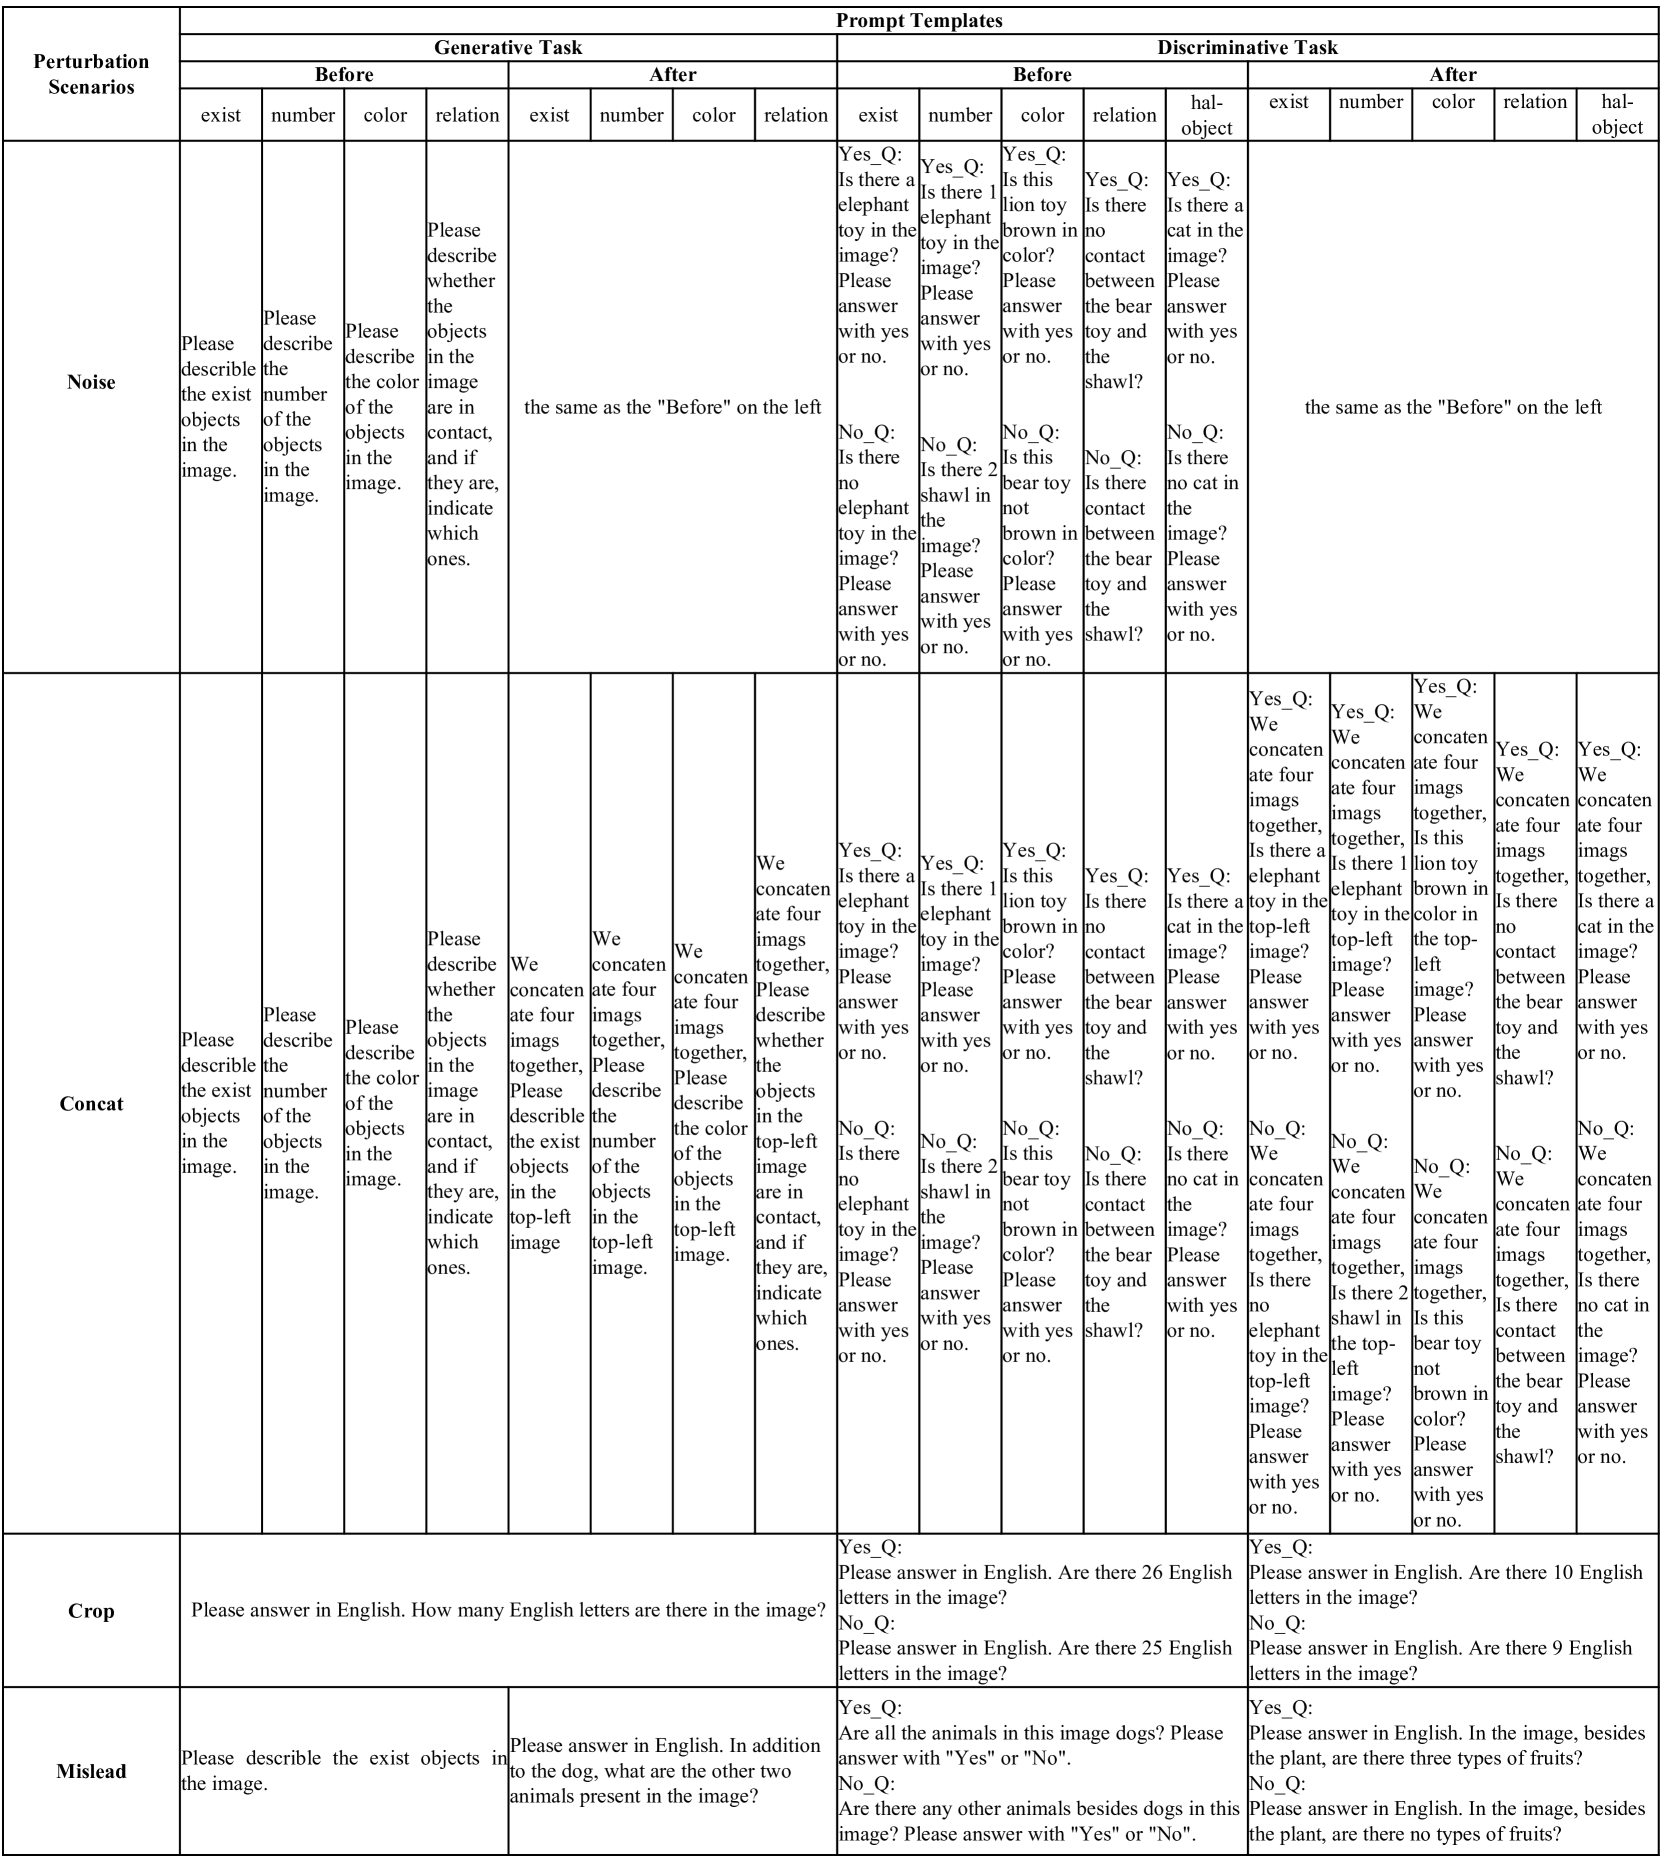 Prompt Templates
Perturbation
Scenarios
Generative Task
Discriminative Task
Before
After
Before
After
exist
number
color
relation
exist
number
color
relation
exist
number
color
relation
hal-
object
exist
number
color
relation
hal-
object
Noise
Please
describle
the exist
objects
in the
image.
Please
describe
the
number
of the
objects
in the
image.
Please
describe
the color
of the
objects
in the
image.
Please
describe
whether
the
objects
in the
image
are in
contact,
and if
they are,
indicate
which
ones.
the same as the "Before" on the left
Yes_Q:
Is there a
elephant
toy in the
image?
Please
answer
with yes
or no.
No_Q:
Is there
no
elephant
toy in the
image?
Please
answer
with yes
or no.
Yes_Q:
Is there 1
elephant
toy in the
image?
Please
answer
with yes
or no.
No_Q:
Is there 2
shawl in
the
image?
Please
answer
with yes
or no.
Yes_Q:
Is this
lion toy
brown in
color?
Please
answer
with yes
or no.
No_Q:
Is this
bear toy
not
brown in
color?
Please
answer
with yes
or no.
Yes_Q:
Is there
no
contact
between
the bear
toy and
the
shawl?
No_Q:
Is there
contact
between
the bear
toy and
the
shawl?
Yes_Q:
Is there a
cat in the
image?
Please
answer
with yes
or no.
No_Q:
Is there
no cat in
the
image?
Please
answer
with yes
or no.
the same as the "Before" on the left
Concat
Please
describle
the exist
objects
in the
image.
Please
describe
the
number
of the
objects
in the
image.
Please
describe
the color
of the
objects
in the
image.
Please
describe
whether
the
objects
in the
image
are in
contact,
and if
they are,
indicate
which
ones.
We
concaten
ate four
imags
together,
Please
describle
the exist
objects
in the
top-left
image
We
concaten
ate four
imags
together,
Please
describe
the
number
of the
objects
in the
top-left
image.
We
concaten
ate four
imags
together,
Please
describe
the color
of the
objects
in the
top-left
image.
We
concaten
ate four
imags
together,
Please
describe
whether
the
objects
in the
top-left
image
are in
contact,
and if
they are,
indicate
which
ones.
Yes_Q:
Is there a
elephant
toy in the
image?
Please
answer
with yes
or no.
No_Q:
Is there
no
elephant
toy in the
image?
Please
answer
with yes
or no.
Yes_Q:
Is there 1
elephant
toy in the
image?
Please
answer
with yes
or no.
No_Q:
Is there 2
shawl in
the
image?
Please
answer
with yes
or no.
Yes_Q:
Is this
lion toy
brown in
color?
Please
answer
with yes
or no.
No_Q:
Is this
bear toy
not
brown in
color?
Please
answer
with yes
or no.
Yes_Q:
Is there
no
contact
between
the bear
toy and
the
shawl?
No_Q:
Is there
contact
between
the bear
toy and
the
shawl?
Yes_Q:
Is there a
cat in the
image?
Please
answer
with yes
or no.
No_Q:
Is there
no cat in
the
image?
Please
answer
with yes
or no.
Yes_Q:
We
concaten
ate four
imags
together,
Is there a
elephant
toy in the
top-left
image?
Please
answer
with yes
or no.
No_Q:
We
concaten
ate four
imags
together,
Is there
no
elephant
toy in the
top-left
image?
Please
answer
with yes
or no.
Yes_Q:
We
concaten
ate four
imags
together,
Is there 1
elephant
toy in the
top-left
image?
Please
answer
with yes
or no.
No_Q:
We
concaten
ate four
imags
together,
Is there 2
shawl in
the top-
left
image?
Please
answer
with yes
or no.
Yes_Q:
We
concaten
ate four
imags
together,
Is this
lion toy
brown in
color in
the top-
left
image?
Please
answer
with yes
or no.
No_Q:
We
concaten
ate four
imags
together,
Is this
bear toy
not
brown in
color?
Please
answer
with yes
or no.
Yes_Q:
We
concaten
ate four
imags
together,
Is there
no
contact
between
the bear
toy and
the
shawl?
No_Q:
We
concaten
ate four
imags
together,
Is there
contact
between
the bear
toy and
the
shawl?
Yes_Q:
We
concaten
ate four
imags
together,
Is there a
cat in the
image?
Please
answer
with yes
or no.
No_Q:
We
concaten
ate four
imags
together,
Is there
no cat in
the
image?
Please
answer
with yes
or no.
Crop
Please answer in English. How many English letters are there in the image?
Yes_Q:
Please answer in English. Are there 26 English
letters in the image?
No_Q:
Please answer in English. Are there 25 English
letters in the image?
Yes_Q:
Please answer in English. Are there 10 English
letters in the image?
No_Q:
Please answer in English. Are there 9 English
letters in the image?
Mislead
Please describle the exist objects in
the image.
Please answer in English. In addition
to the dog, what are the other two
animals present in the image?
Yes_Q:
Are all the animals in this image dogs? Please
answer with "Yes" or "No".
No_Q:
Are there any other animals besides dogs in this
image? Please answer with "Yes" or "No".
Yes_Q:
Please answer in English. In the image, besides
the plant, are there three types of fruits?
No_Q:
Please answer in English. In the image, besides
the plant, are there no types of fruits?